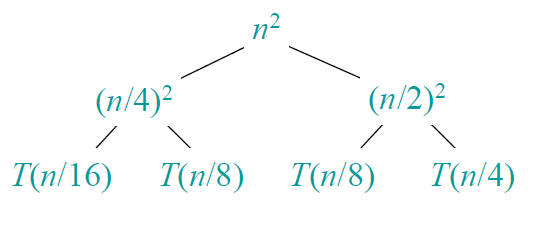 n²
(n/4)² (n/2)²
T(n/16) T(n/8) T(n/8) T(n/4)